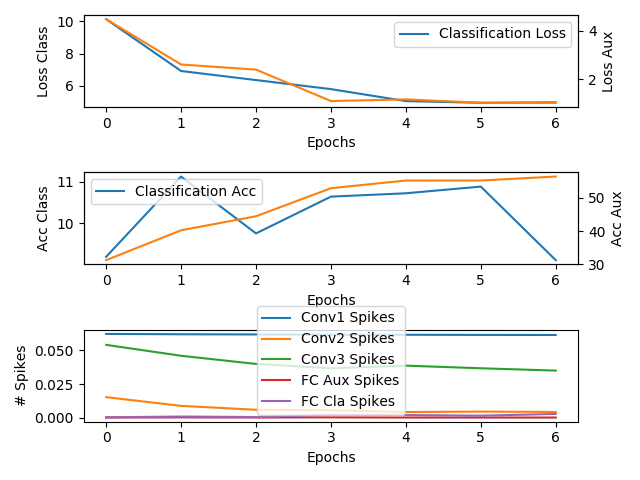 10
8
6
Loss Class
Classification Loss
4
2
Loss Aux
0 1 2 3 4 5 6
Epochs
11
10
Acc Class
Classification Acc
50
40
30
Acc Aux
0 1 2 3 4 5 6
Epochs
0.050
0.025
0.000
# Spikes
Conv1 Spikes
Conv2 Spikes
Conv3 Spikes
FC Aux Spikes
FC Cla Spikes
0 1 2 3 4 5 6
Epochs